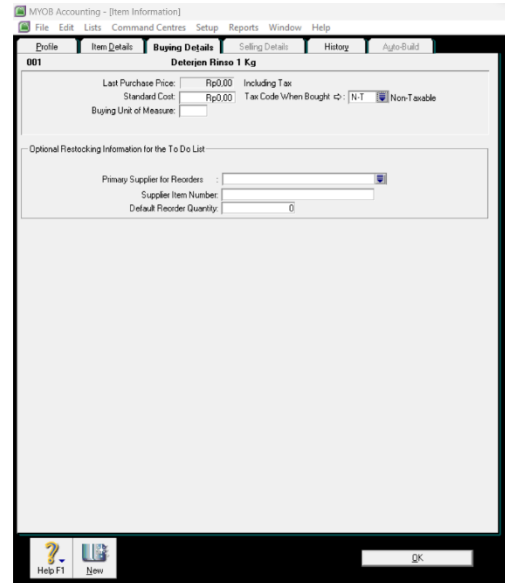 MYOB Accounting - [Item Information]
File Edit Lists Command Centres Setup Reports Window Help
Profile Item Details Buying Details Selling Details History Auto-Build
001 Deterjen Rinso 1 Kg
Last Purchase Price: Rp0.00 Including Tax
Standard Cost: Rp0.00 Tax Code When Bought ⇨: N-T Non-Taxable
Buying Unit of Measure:
Optional Restocking Information for the To Do List
Primary Supplier for Reorders :
Supplier Item Number:
Default Reorder Quantity: 0
Help F1 New OK